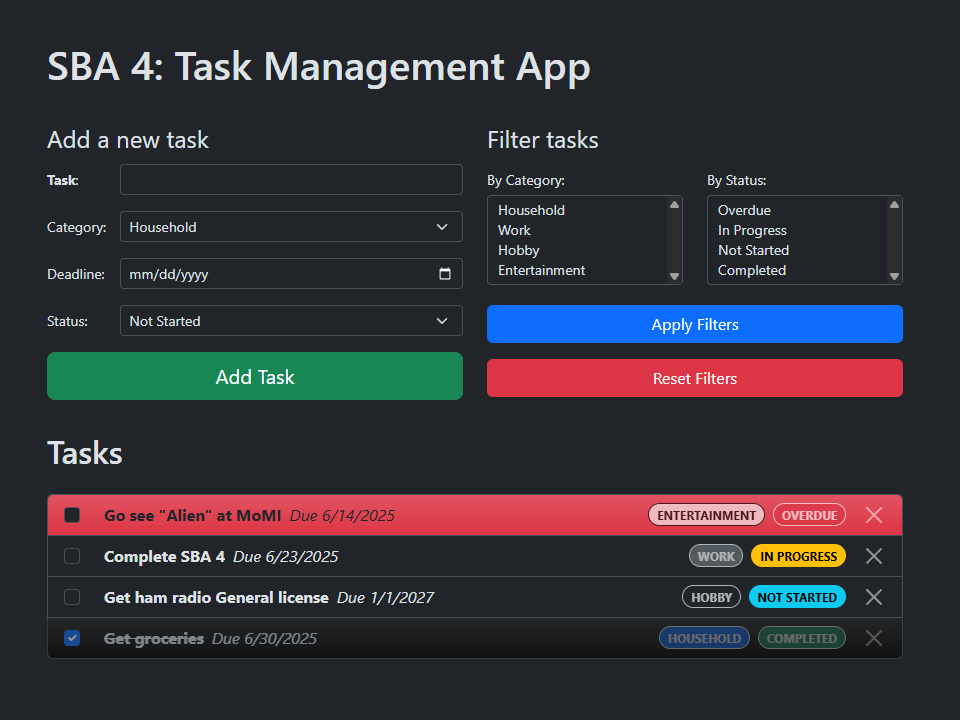 SBA 4: Task Management App
Add a new task
Task:
Category: Household
Deadline: mm/dd/yyyy
Status: Not Started
Add Task
Filter tasks
By Category:
Household
Work
Hobby
Entertainment
By Status:
Overdue
In Progress
Not Started
Completed
Apply Filters
Reset Filters
Tasks
Go see "Alien" at MoMI Due 6/14/2025 ENTERTAINMENT OVERDUE
Complete SBA 4 Due 6/23/2025 WORK IN PROGRESS
Get ham radio General license Due 1/1/2027 HOBBY NOT STARTED
Get groceries Due 6/30/2025 HOUSEHOLD COMPLETED